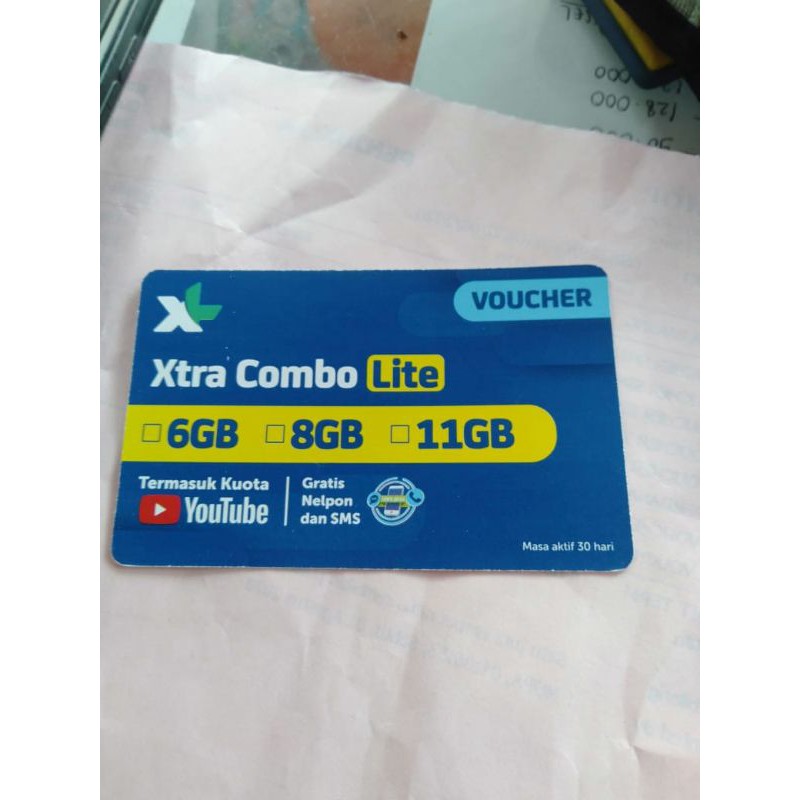 XL
VOUCHER
Xtra Combo Lite
6GB 8GB 11GB
Termasuk Kuota
YouTube
Gratis
Nelpon
dan SMS
Masa aktif 30 hari